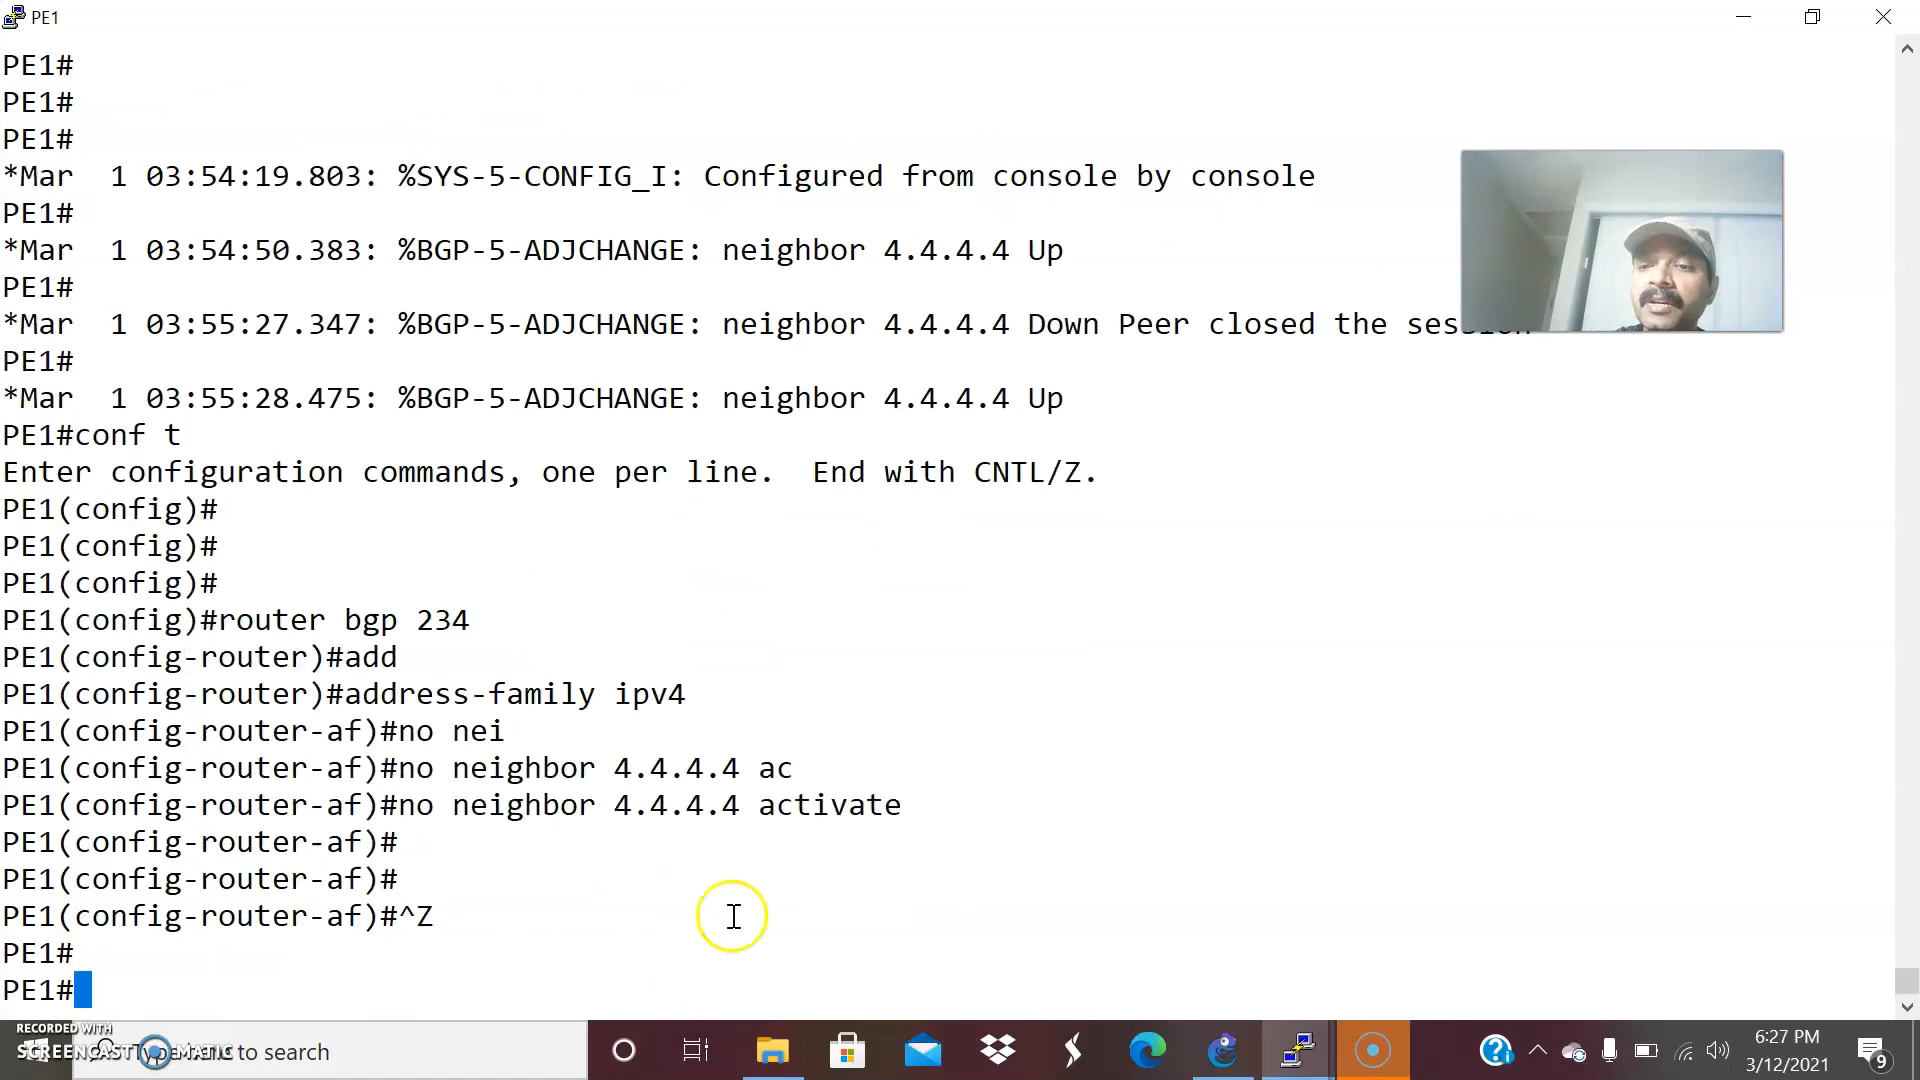 PE1
PE1#
PE1#
PE1#
*Mar  1 03:54:19.803: %SYS-5-CONFIG_I: Configured from console by console
PE1#
*Mar  1 03:54:50.383: %BGP-5-ADJCHANGE: neighbor 4.4.4.4 Up
PE1#
*Mar  1 03:55:27.347: %BGP-5-ADJCHANGE: neighbor 4.4.4.4 Down Peer closed the session
PE1#
*Mar  1 03:55:28.475: %BGP-5-ADJCHANGE: neighbor 4.4.4.4 Up
PE1#conf t
Enter configuration commands, one per line.  End with CNTL/Z.
PE1(config)#
PE1(config)#
PE1(config)#
PE1(config)#router bgp 234
PE1(config-router)#add
PE1(config-router)#address-family ipv4
PE1(config-router-af)#no nei
PE1(config-router-af)#no neighbor 4.4.4.4 ac
PE1(config-router-af)#no neighbor 4.4.4.4 activate
PE1(config-router-af)#
PE1(config-router-af)#
PE1(config-router-af)#^Z
PE1#
PE1#
RECORDED WITH
SCREENCAST MATIC
Type here to search
6:27 PM
3/12/2021
9